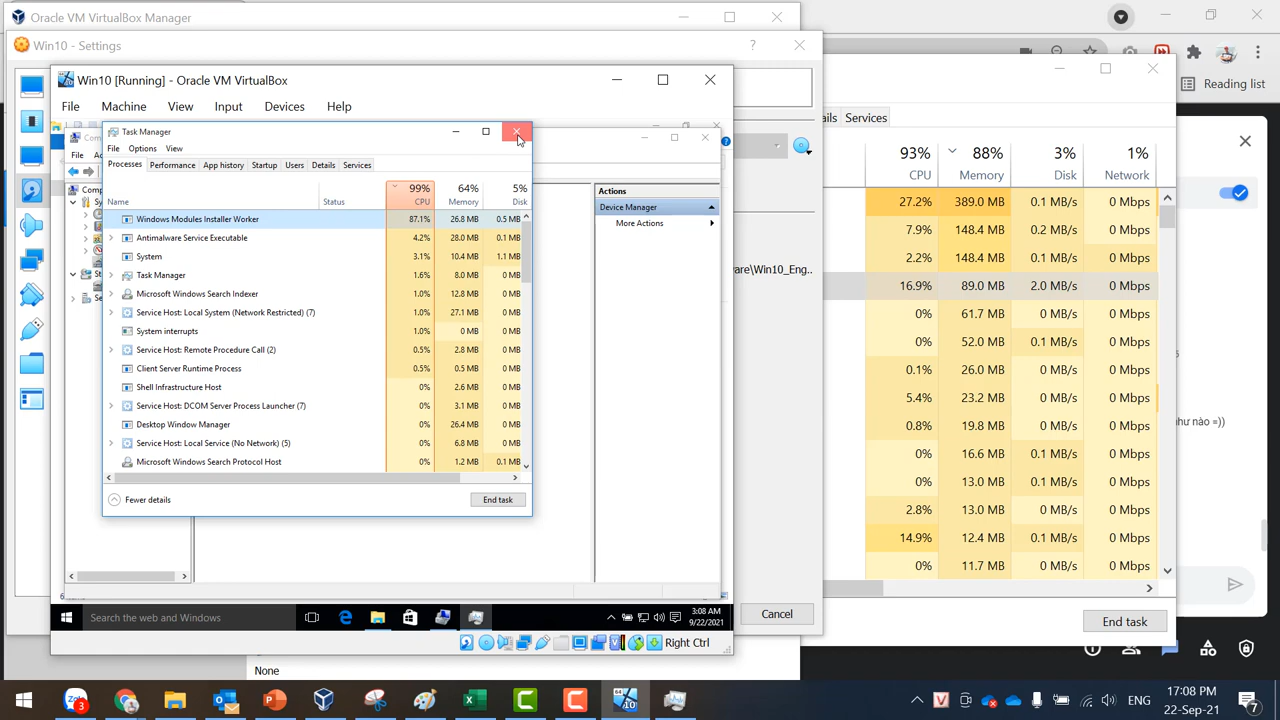 Oracle VM VirtualBox Manager
Win10 - Settings
?
Win10 [Running] - Oracle VM VirtualBox
File Machine View Input Devices Help
Reading list
Task Manager
File Options View
Processes Performance App history Startup Users Details Services
99% 64% 5%
Name Status CPU Memory Disk
Windows Modules Installer Worker 87.1% 26.8 MB 0.5 MB
Antimalware Service Executable 4.2% 28.0 MB 0.1 MB
System 3.1% 10.4 MB 1.1 MB
Task Manager 1.6% 8.0 MB 0 MB
Microsoft Windows Search Indexer 1.0% 12.8 MB 0 MB
Service Host: Local System (Network Restricted) (7) 1.0% 27.1 MB 0 MB
System interrupts 1.0% 0 MB 0 MB
Service Host: Remote Procedure Call (2) 0.5% 2.8 MB 0 MB
Client Server Runtime Process 0.5% 0.5 MB 0 MB
Shell Infrastructure Host 0% 2.6 MB 0 MB
Service Host: DCOM Server Process Launcher (7) 0% 3.1 MB 0 MB
Desktop Window Manager 0% 26.4 MB 0 MB
Service Host: Local Service (No Network) (5) 0% 6.8 MB 0 MB
Microsoft Windows Search Protocol Host 0% 1.2 MB 0.1 MB
Fewer details End task
File
Actions
Device Manager
More Actions
ware\Win10_Eng...
Services
93% 88% 3% 1%
CPU Memory Disk Network
27.2% 389.0 MB 0.1 MB/s 0 Mbps
7.9% 148.4 MB 0.2 MB/s 0 Mbps
2.2% 148.4 MB 0.1 MB/s 0 Mbps
16.9% 89.0 MB 2.0 MB/s 0 Mbps
0% 61.7 MB 0 MB/s 0 Mbps
0% 52.0 MB 0.1 MB/s 0 Mbps
0.1% 26.0 MB 0 MB/s 0 Mbps
5.4% 23.2 MB 0.1 MB/s 0 Mbps
0.8% 19.8 MB 0 MB/s 0 Mbps
0% 16.6 MB 0.1 MB/s 0 Mbps
0% 13.0 MB 0 MB/s 0 Mbps
2.8% 13.0 MB 0 MB/s 0 Mbps
14.9% 12.4 MB 0.1 MB/s 0 Mbps
0% 11.7 MB 0 MB/s 0 Mbps
End task
như nào =))
Search the web and Windows
3:08 AM
9/22/2021
Cancel
Right Ctrl
None
Zalo
3
ENG
17:08 PM
22-Sep-21
7